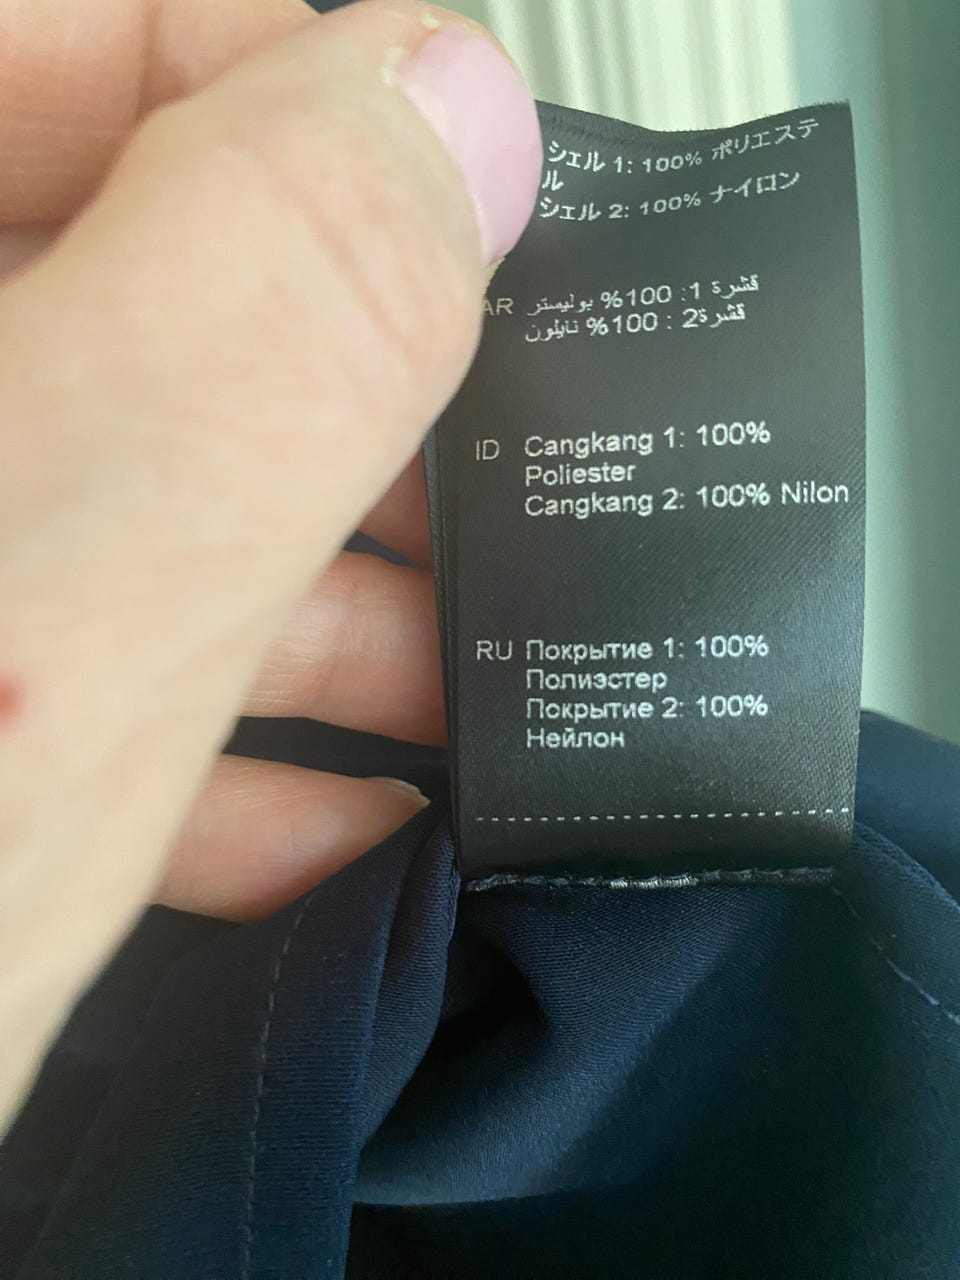 シェル 1: 100% ポリエステ
ル
シェル 2: 100% ナイロン
AR قشرة 1: 100% بوليستر
قشرة2 : 100% نايلون
ID Cangkang 1: 100%
Poliester
Cangkang 2: 100% Nilon
RU Покрытие 1: 100%
Полиэстер
Покрытие 2: 100%
Нейлон